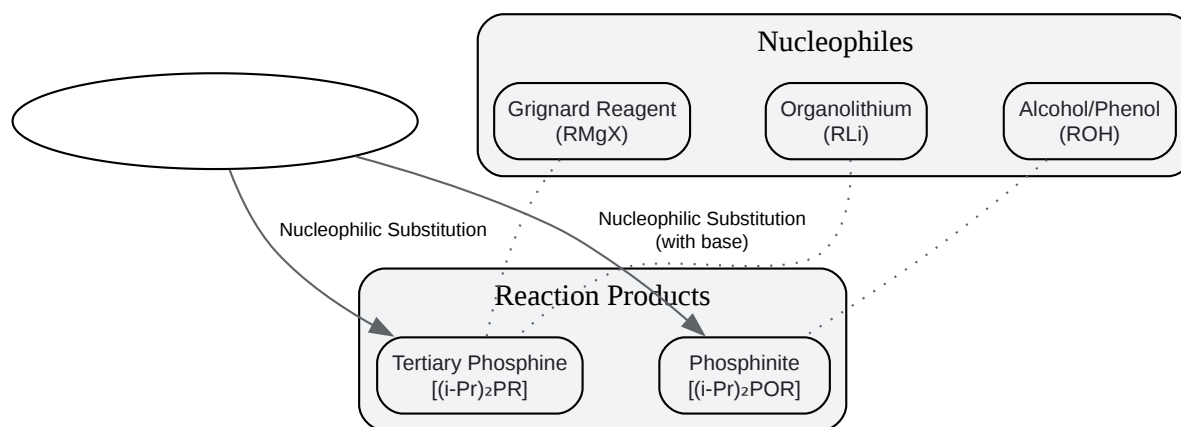 Nucleophiles
Grignard Reagent
(RMgX)
Organolithium
(RLi)
Alcohol/Phenol
(ROH)
Nucleophilic Substitution
Nucleophilic Substitution
(with base)
Reaction Products
Tertiary Phosphine
[(i-Pr)₂PR]
Phosphinite
[(i-Pr)₂POR]